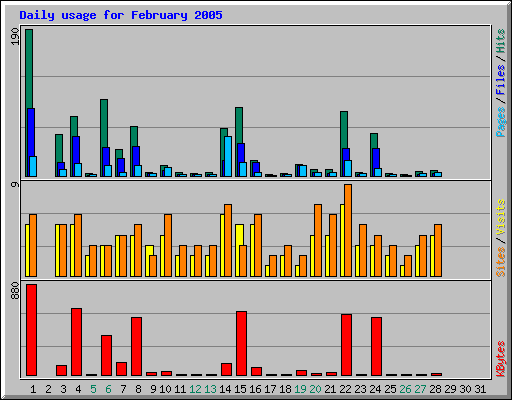 Daily usage for February 2005
190
Pages / Files / Hits
9
Sites / Visits
880
KBytes
1 2 3 4 5 6 7 8 9 10 11 12 13 14 15 16 17 18 19 20 21 22 23 24 25 26 27 28 29 30 31